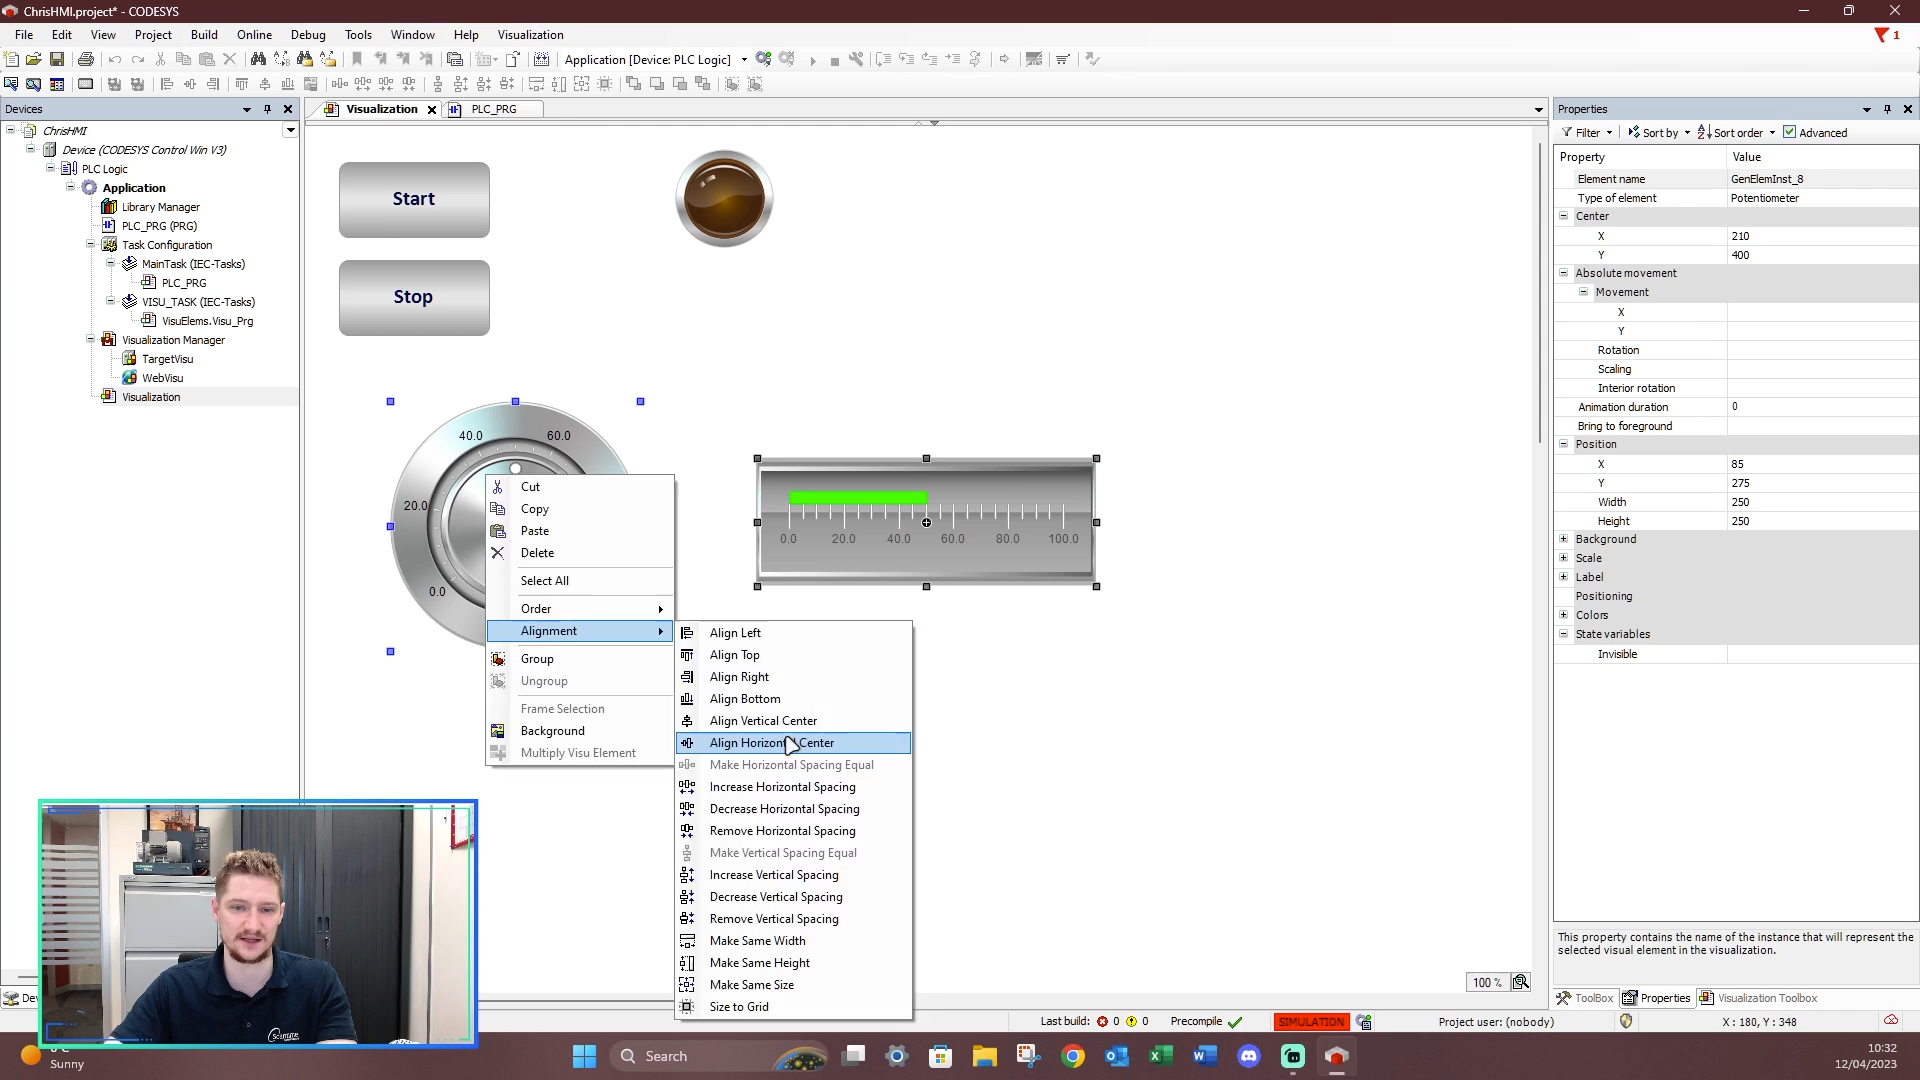 ChrisHMI.project* - CODESYS
File Edit View Project Build Online Debug Tools Window Help Visualization
1
Application [Device: PLC Logic]
Devices
ChrisHMI
Device (CODESYS Control Win V3)
PLC Logic
Application
Library Manager
PLC_PRG (PRG)
Task Configuration
MainTask (IEC-Tasks)
PLC_PRG
VISU_TASK (IEC-Tasks)
VisuElems.Visu_Prg
Visualization Manager
TargetVisu
WebVisu
Visualization
Visualization PLC_PRG
Start
Stop
40.0 60.0
20.0
0.0
0.0 20.0 40.0 60.0 80.0 100.0
Cut
Copy
Paste
Delete
Select All
Order
Alignment
Group
Ungroup
Frame Selection
Background
Multiply Visu Element
Align Left
Align Top
Align Right
Align Bottom
Align Vertical Center
Align Horizontal Center
Make Horizontal Spacing Equal
Increase Horizontal Spacing
Decrease Horizontal Spacing
Remove Horizontal Spacing
Make Vertical Spacing Equal
Increase Vertical Spacing
Decrease Vertical Spacing
Remove Vertical Spacing
Make Same Width
Make Same Height
Make Same Size
Size to Grid
100 %
Properties
Filter Sort by Sort order Advanced
Property Value
Element name GenElemInst_8
Type of element Potentiometer
Center
X 210
Y 400
Absolute movement
Movement
X
Y
Rotation
Scaling
Interior rotation
Animation duration 0
Bring to foreground
Position
X 85
Y 275
Width 250
Height 250
Background
Scale
Label
Positioning
Colors
State variables
Invisible
This property contains the name of the instance that will represent the
selected visual element in the visualization.
ToolBox Properties Visualization Toolbox
Last build: 0 0 Precompile SIMULATION Project user: (nobody) X : 180, Y : 348
Sunny
Search
10:32
12/04/2023